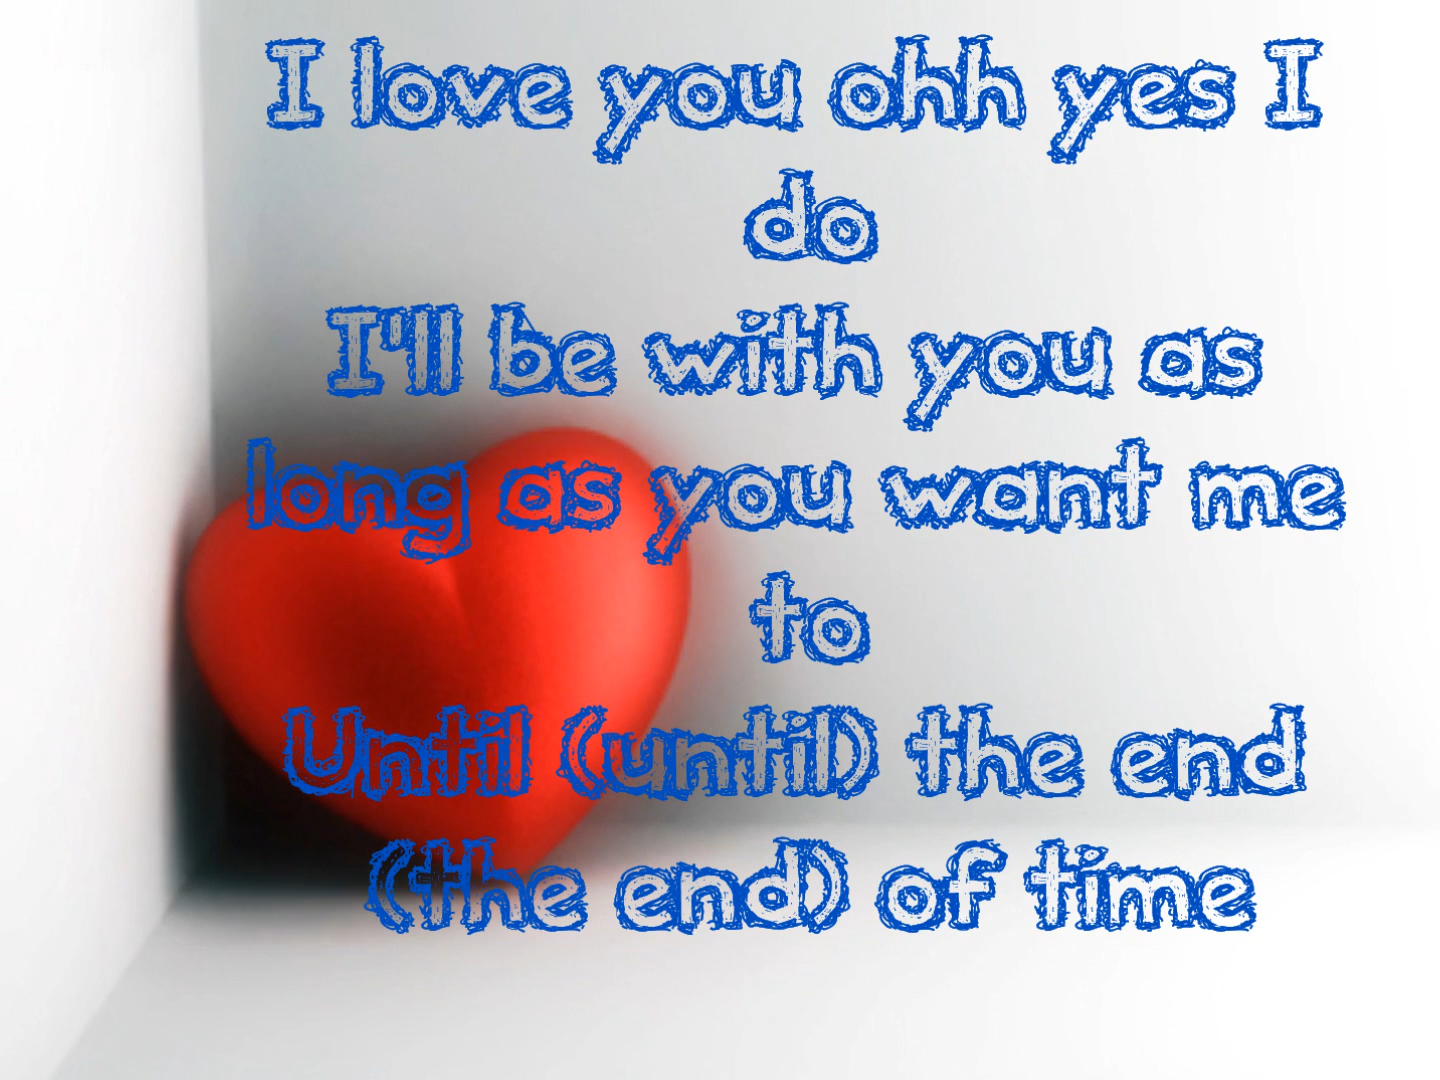 I love you ohh yes I
do
I'll be with you as
long as you want me
to
Until (until) the end
(the end) of time